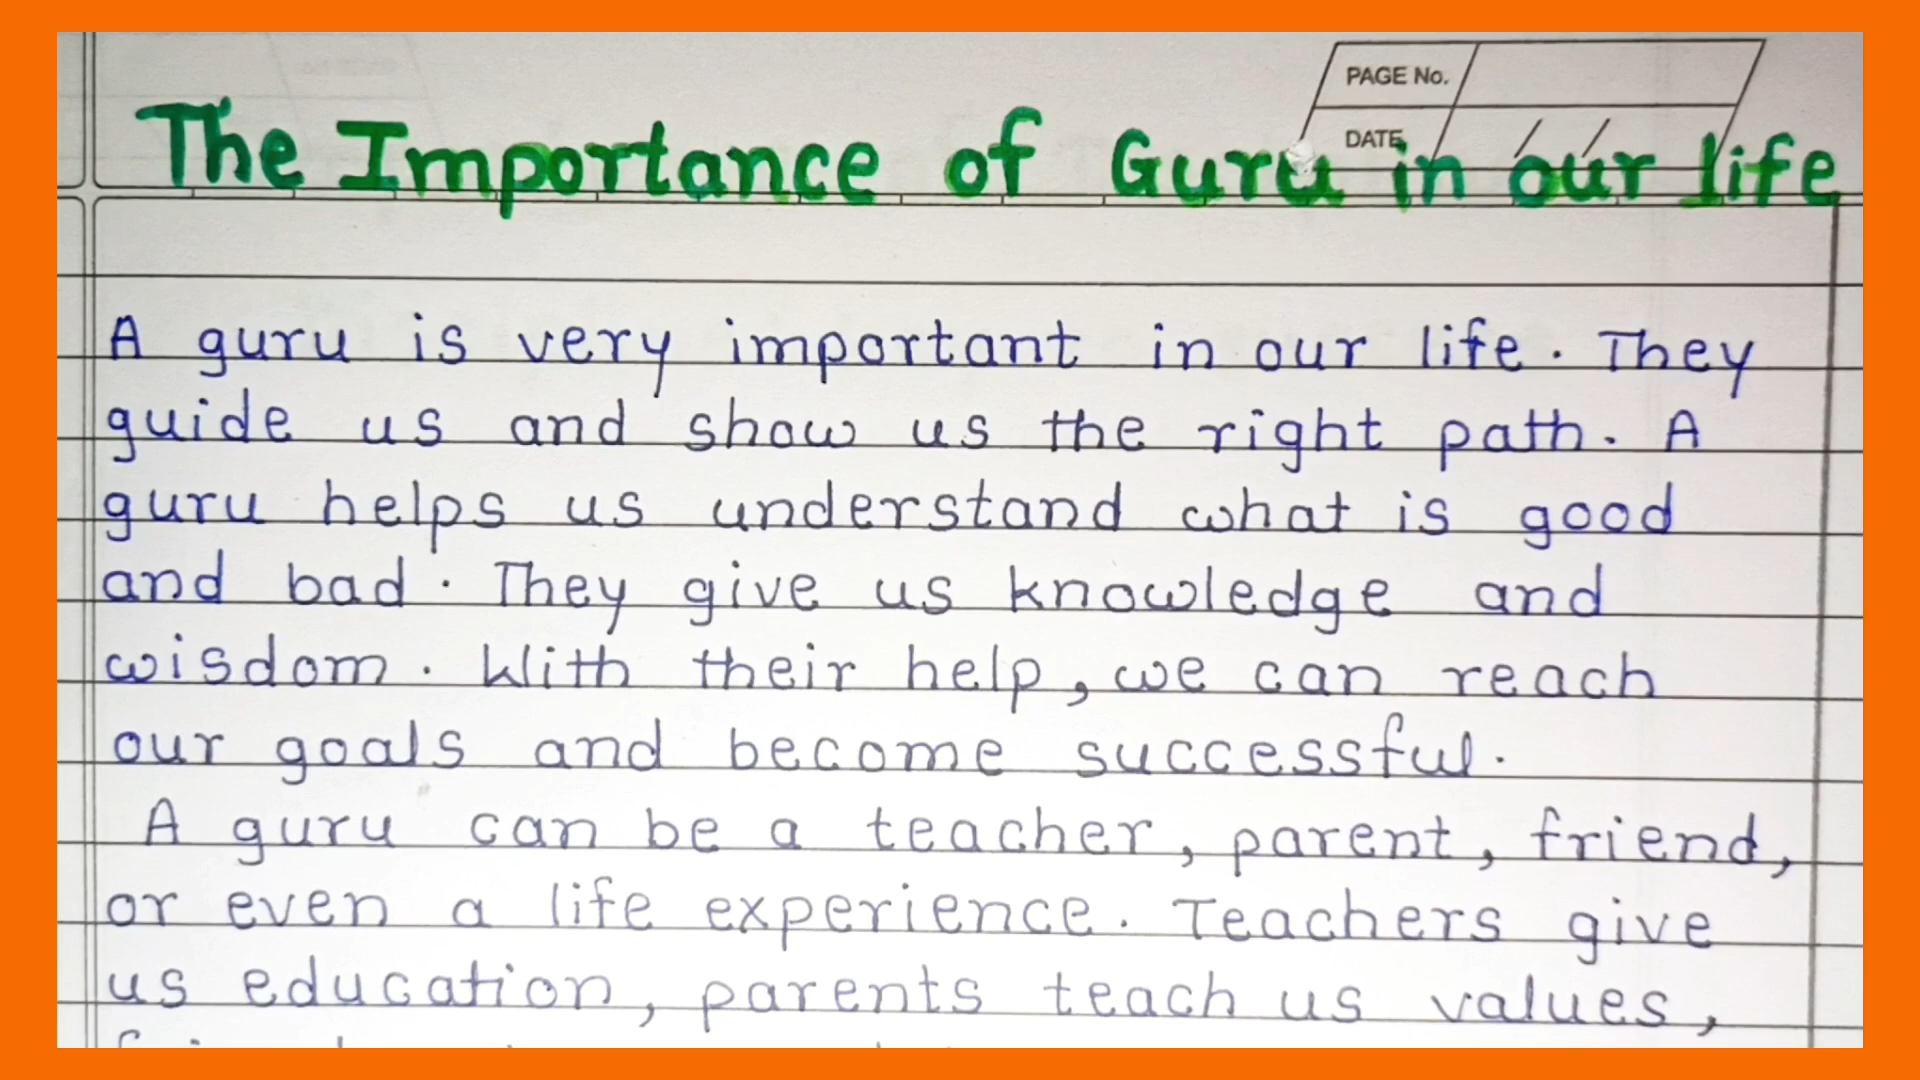 PAGE No.
DATE
The Importance of Guru in our life
A guru is very important in our life. They
guide us and show us the right path. A
guru helps us understand what is good
and bad. They give us knowledge and
wisdom. With their help, we can reach
our goals and become successful.
A guru can be a teacher, parent, friend,
or even a life experience. Teachers give
us education, parents teach us values,